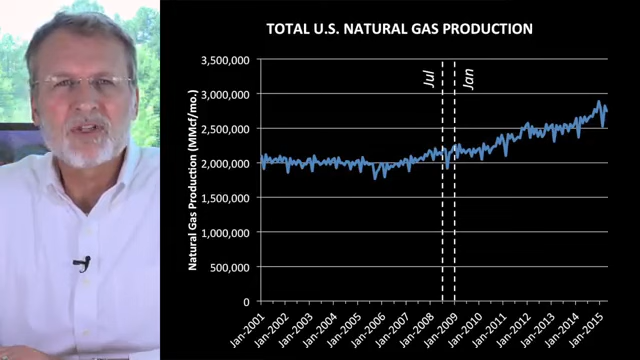 TOTAL U.S. NATURAL GAS PRODUCTION
Natural Gas Production (MMcf/mo.)
3,500,000
3,000,000
2,500,000
2,000,000
1,500,000
1,000,000
500,000
0
Jul
Jan
Jan-2001
Jan-2002
Jan-2003
Jan-2004
Jan-2005
Jan-2006
Jan-2007
Jan-2008
Jan-2009
Jan-2010
Jan-2011
Jan-2012
Jan-2013
Jan-2014
Jan-2015